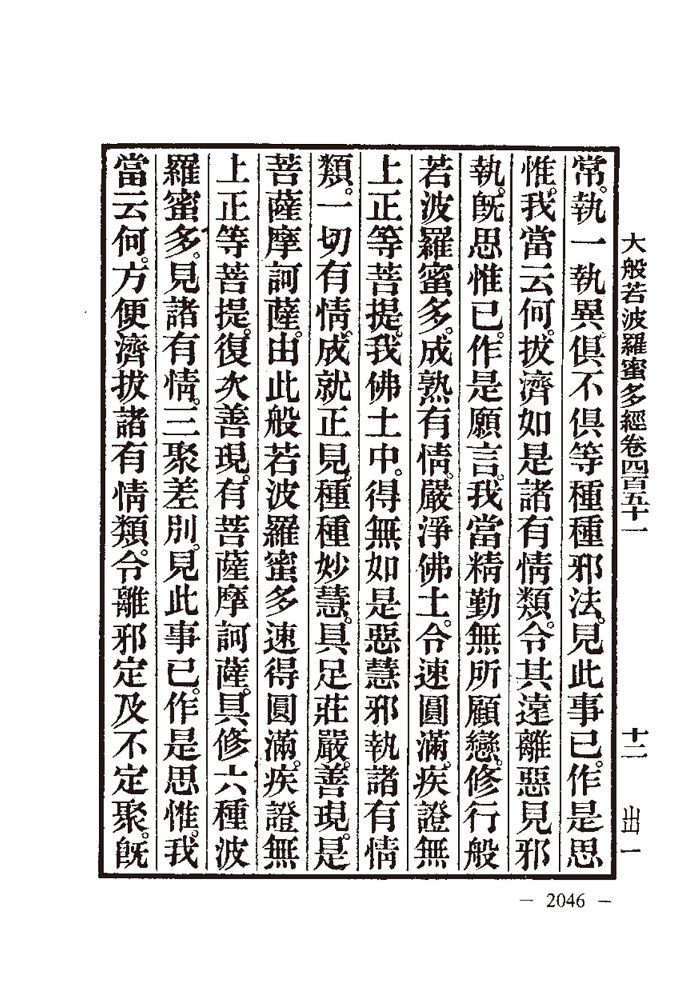 大般若波羅蜜多經卷四百五十一 十二 出一
常。執一執異俱不俱等種種邪法。見此事已。作是思
惟。我當云何。拔濟如是諸有情類。令其遠離惡見邪
執。旣思惟已。作是願言。我當精勤無所顧戀。修行般
若波羅蜜多。成熟有情。嚴淨佛土。令速圓滿。疾證無
上正等菩提。我佛土中。得無如是惡慧邪執諸有情
類。一切有情。成就正見。種種妙慧。具足莊嚴。善現。是
菩薩摩訶薩。由此般若波羅蜜多速得圓滿。疾證無
上正等菩提。復次善現。有菩薩摩訶薩。具修六種波
羅蜜多。見諸有情。三聚差別。見此事已。作是思惟。我
當云何。方便濟拔諸有情類。令離邪定及不定聚。旣
— 2046 —